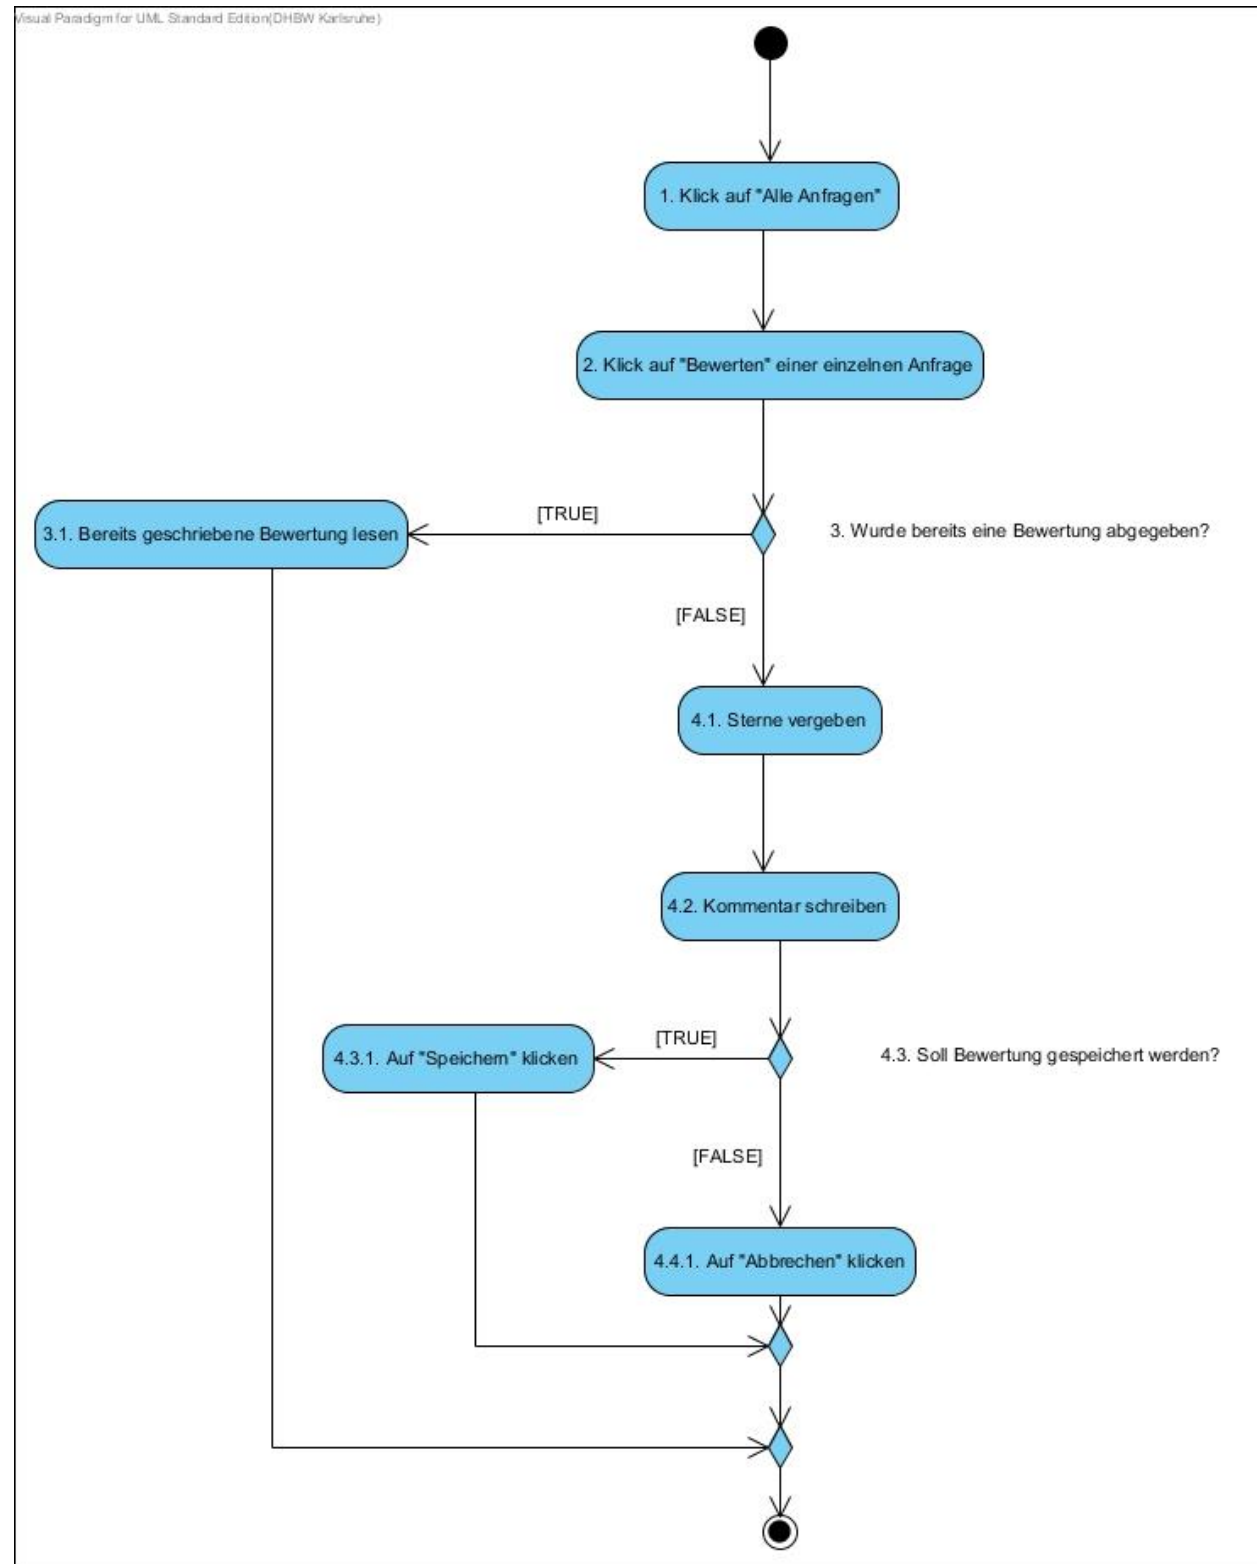 Visual Paradigm for UML Standard Edition(DHBW Karlsruhe)
1. Klick auf "Alle Anfragen"
2. Klick auf "Bewerten" einer einzelnen Anfrage
[TRUE]
3.1. Bereits geschriebene Bewertung lesen
3. Wurde bereits eine Bewertung abgegeben?
[FALSE]
4.1. Sterne vergeben
4.2. Kommentar schreiben
[TRUE]
4.3.1. Auf "Speichern" klicken
4.3. Soll Bewertung gespeichert werden?
[FALSE]
4.4.1. Auf "Abbrechen" klicken